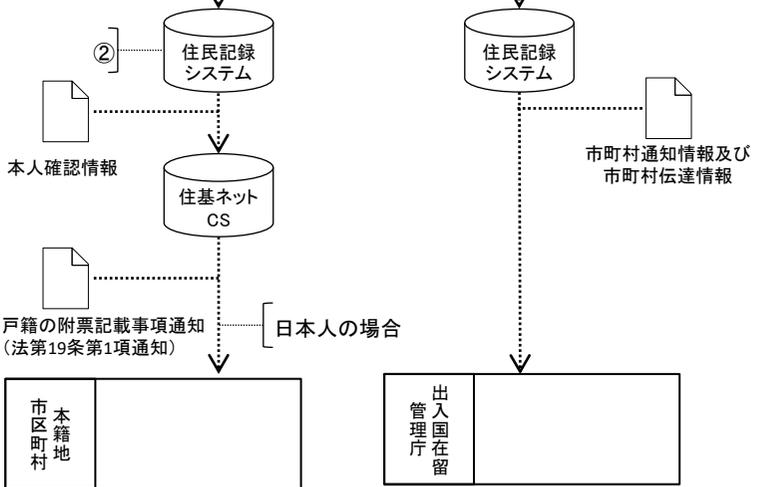 ②
住民記録
システム
住民記録
システム
本人確認情報
市町村通知情報及び
市町村伝達情報
住基ネット
CS
戸籍の附票記載事項通知
(法第19条第1項通知)
日本人の場合
本籍地
市区町村
出入国在留
管理庁